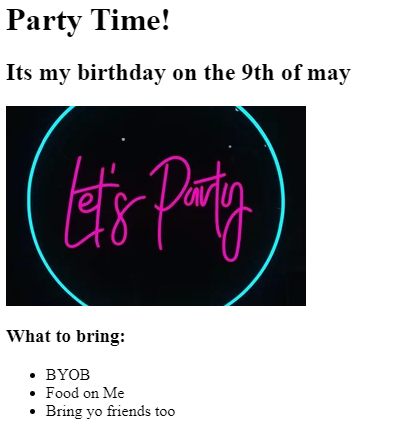 Party Time!
Its my birthday on the 9th of may
Let's Party
What to bring:
BYOB
Food on Me
Bring yo friends too